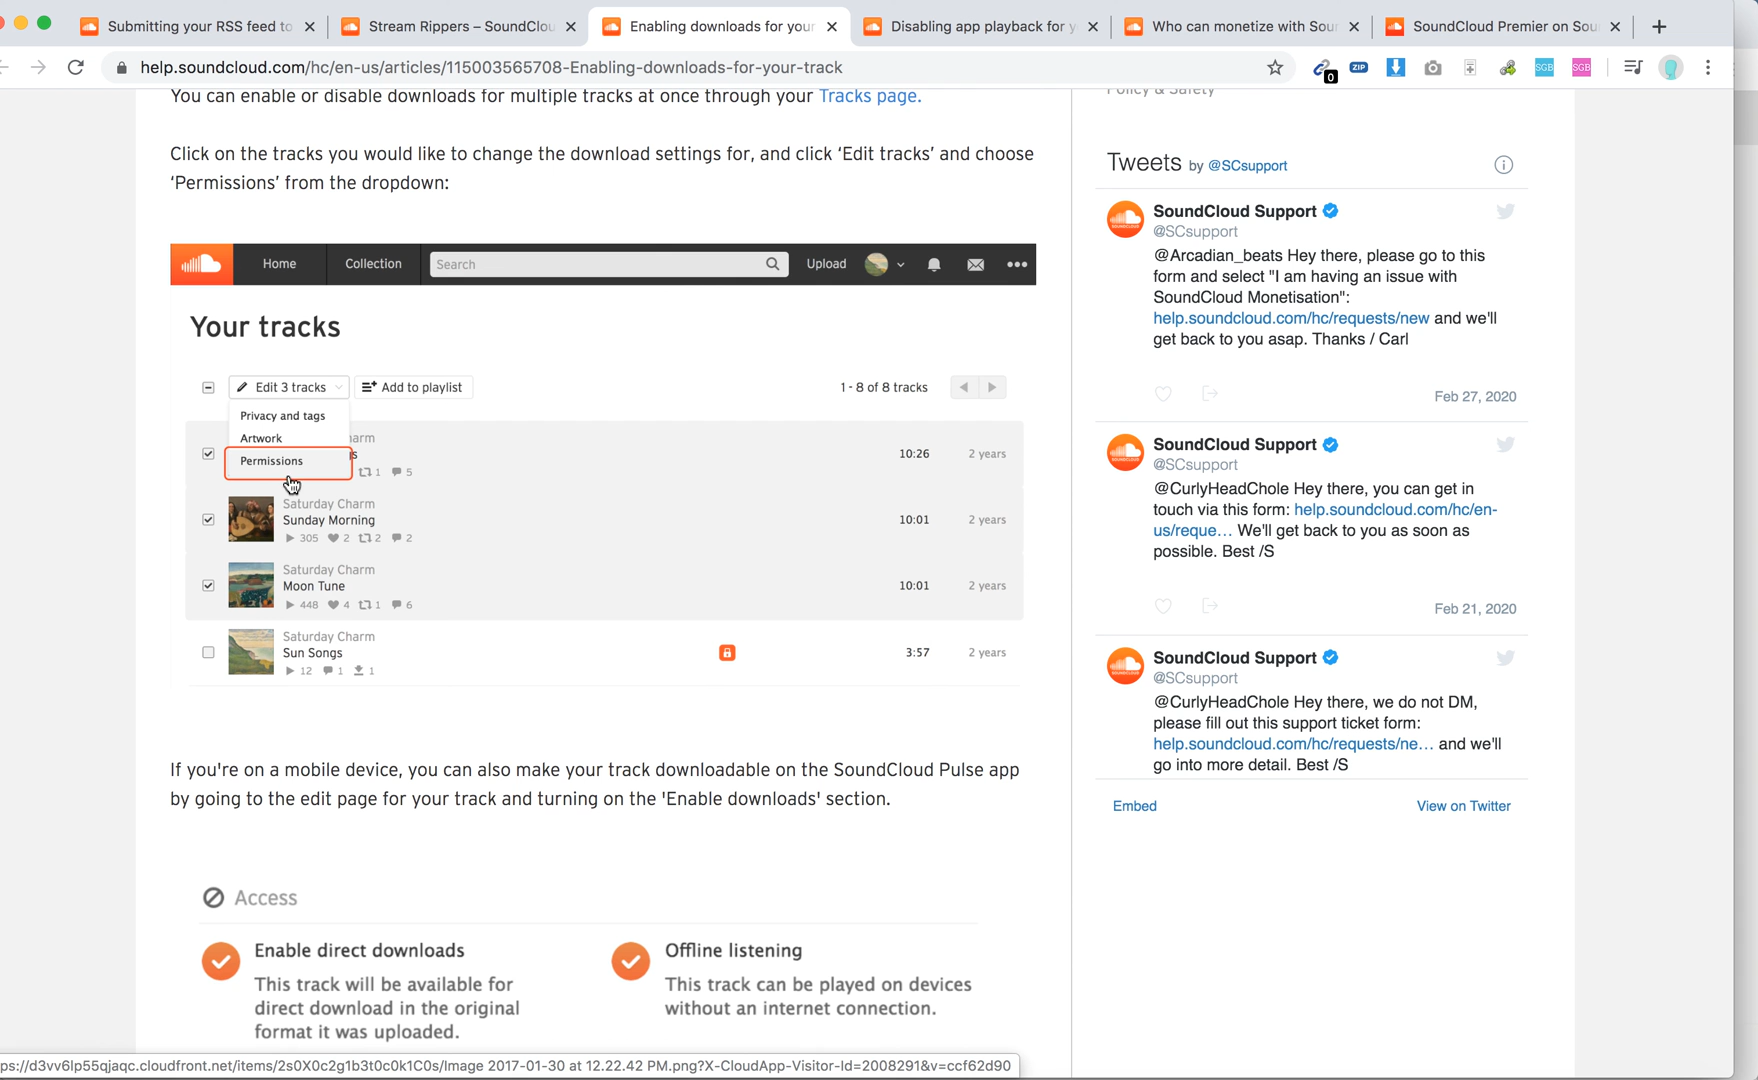 Submitting your RSS feed to
Stream Rippers – SoundClou
Enabling downloads for your
Disabling app playback for y
Who can monetize with Soun
SoundCloud Premier on Sou
help.soundcloud.com/hc/en-us/articles/115003565708-Enabling-downloads-for-your-track
0
ZIP
SGB
SGB
You can enable or disable downloads for multiple tracks at once through your Tracks page.
Click on the tracks you would like to change the download settings for, and click ‘Edit tracks’ and choose
‘Permissions’ from the dropdown:
Home
Collection
Search
Upload
Your tracks
Edit 3 tracks
Add to playlist
1 - 8 of 8 tracks
Privacy and tags
Artwork
Permissions
1
5
10:26
2 years
Saturday Charm
Sunday Morning
305 2 2 2
10:01
2 years
Saturday Charm
Moon Tune
448 4 1 6
10:01
2 years
Saturday Charm
Sun Songs
12 1 1
3:57
2 years
If you're on a mobile device, you can also make your track downloadable on the SoundCloud Pulse app
by going to the edit page for your track and turning on the 'Enable downloads' section.
Access
Enable direct downloads
This track will be available for
direct download in the original
format it was uploaded.
Offline listening
This track can be played on devices
without an internet connection.
Policy & Safety
Tweets by @SCsupport
SoundCloud Support
@SCsupport
@Arcadian_beats Hey there, please go to this
form and select "I am having an issue with
SoundCloud Monetisation":
help.soundcloud.com/hc/requests/new and we'll
get back to you asap. Thanks / Carl
Feb 27, 2020
SoundCloud Support
@SCsupport
@CurlyHeadChole Hey there, you can get in
touch via this form: help.soundcloud.com/hc/en-
us/reque… We'll get back to you as soon as
possible. Best /S
Feb 21, 2020
SoundCloud Support
@SCsupport
@CurlyHeadChole Hey there, we do not DM,
please fill out this support ticket form:
help.soundcloud.com/hc/requests/ne… and we'll
go into more detail. Best /S
Embed
View on Twitter
ps://d3vv6lp55qjaqc.cloudfront.net/items/2s0X0c2g1b3t0c0k1C0s/Image 2017-01-30 at 12.22.42 PM.png?X-CloudApp-Visitor-Id=2008291&v=ccf62d90